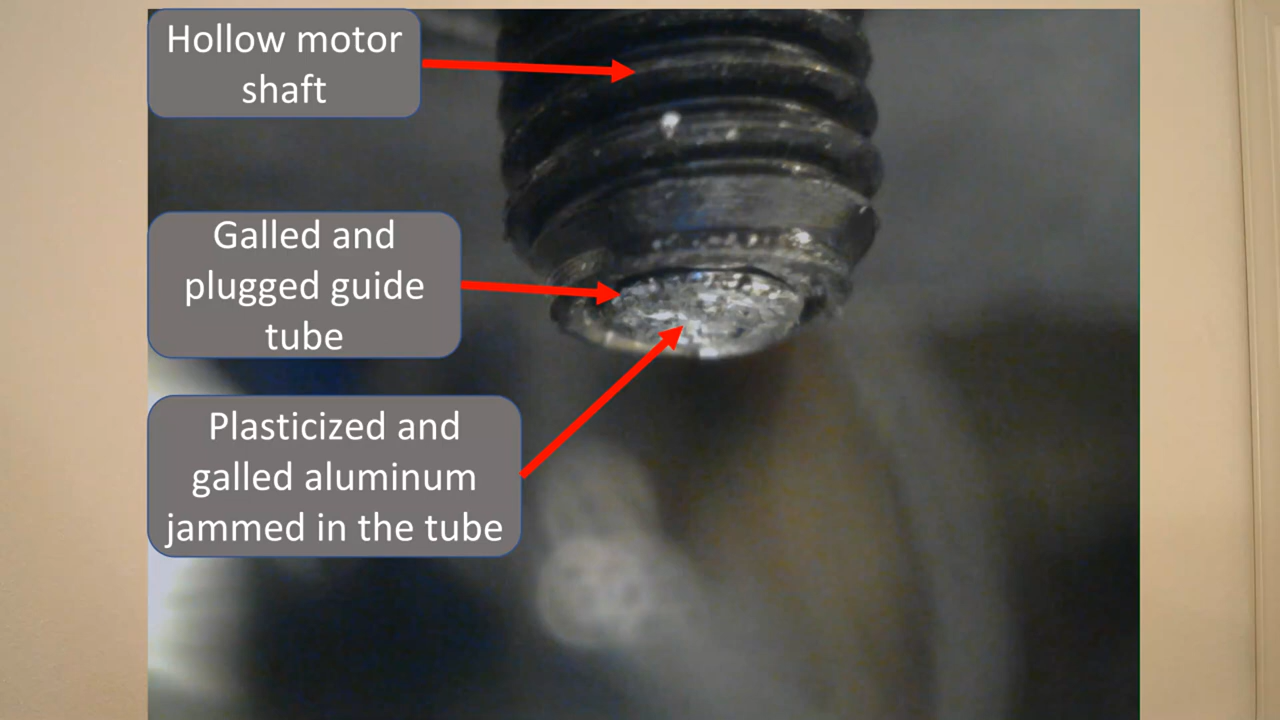 Hollow motor
shaft
Galled and
plugged guide
tube
Plasticized and
galled aluminum
jammed in the tube